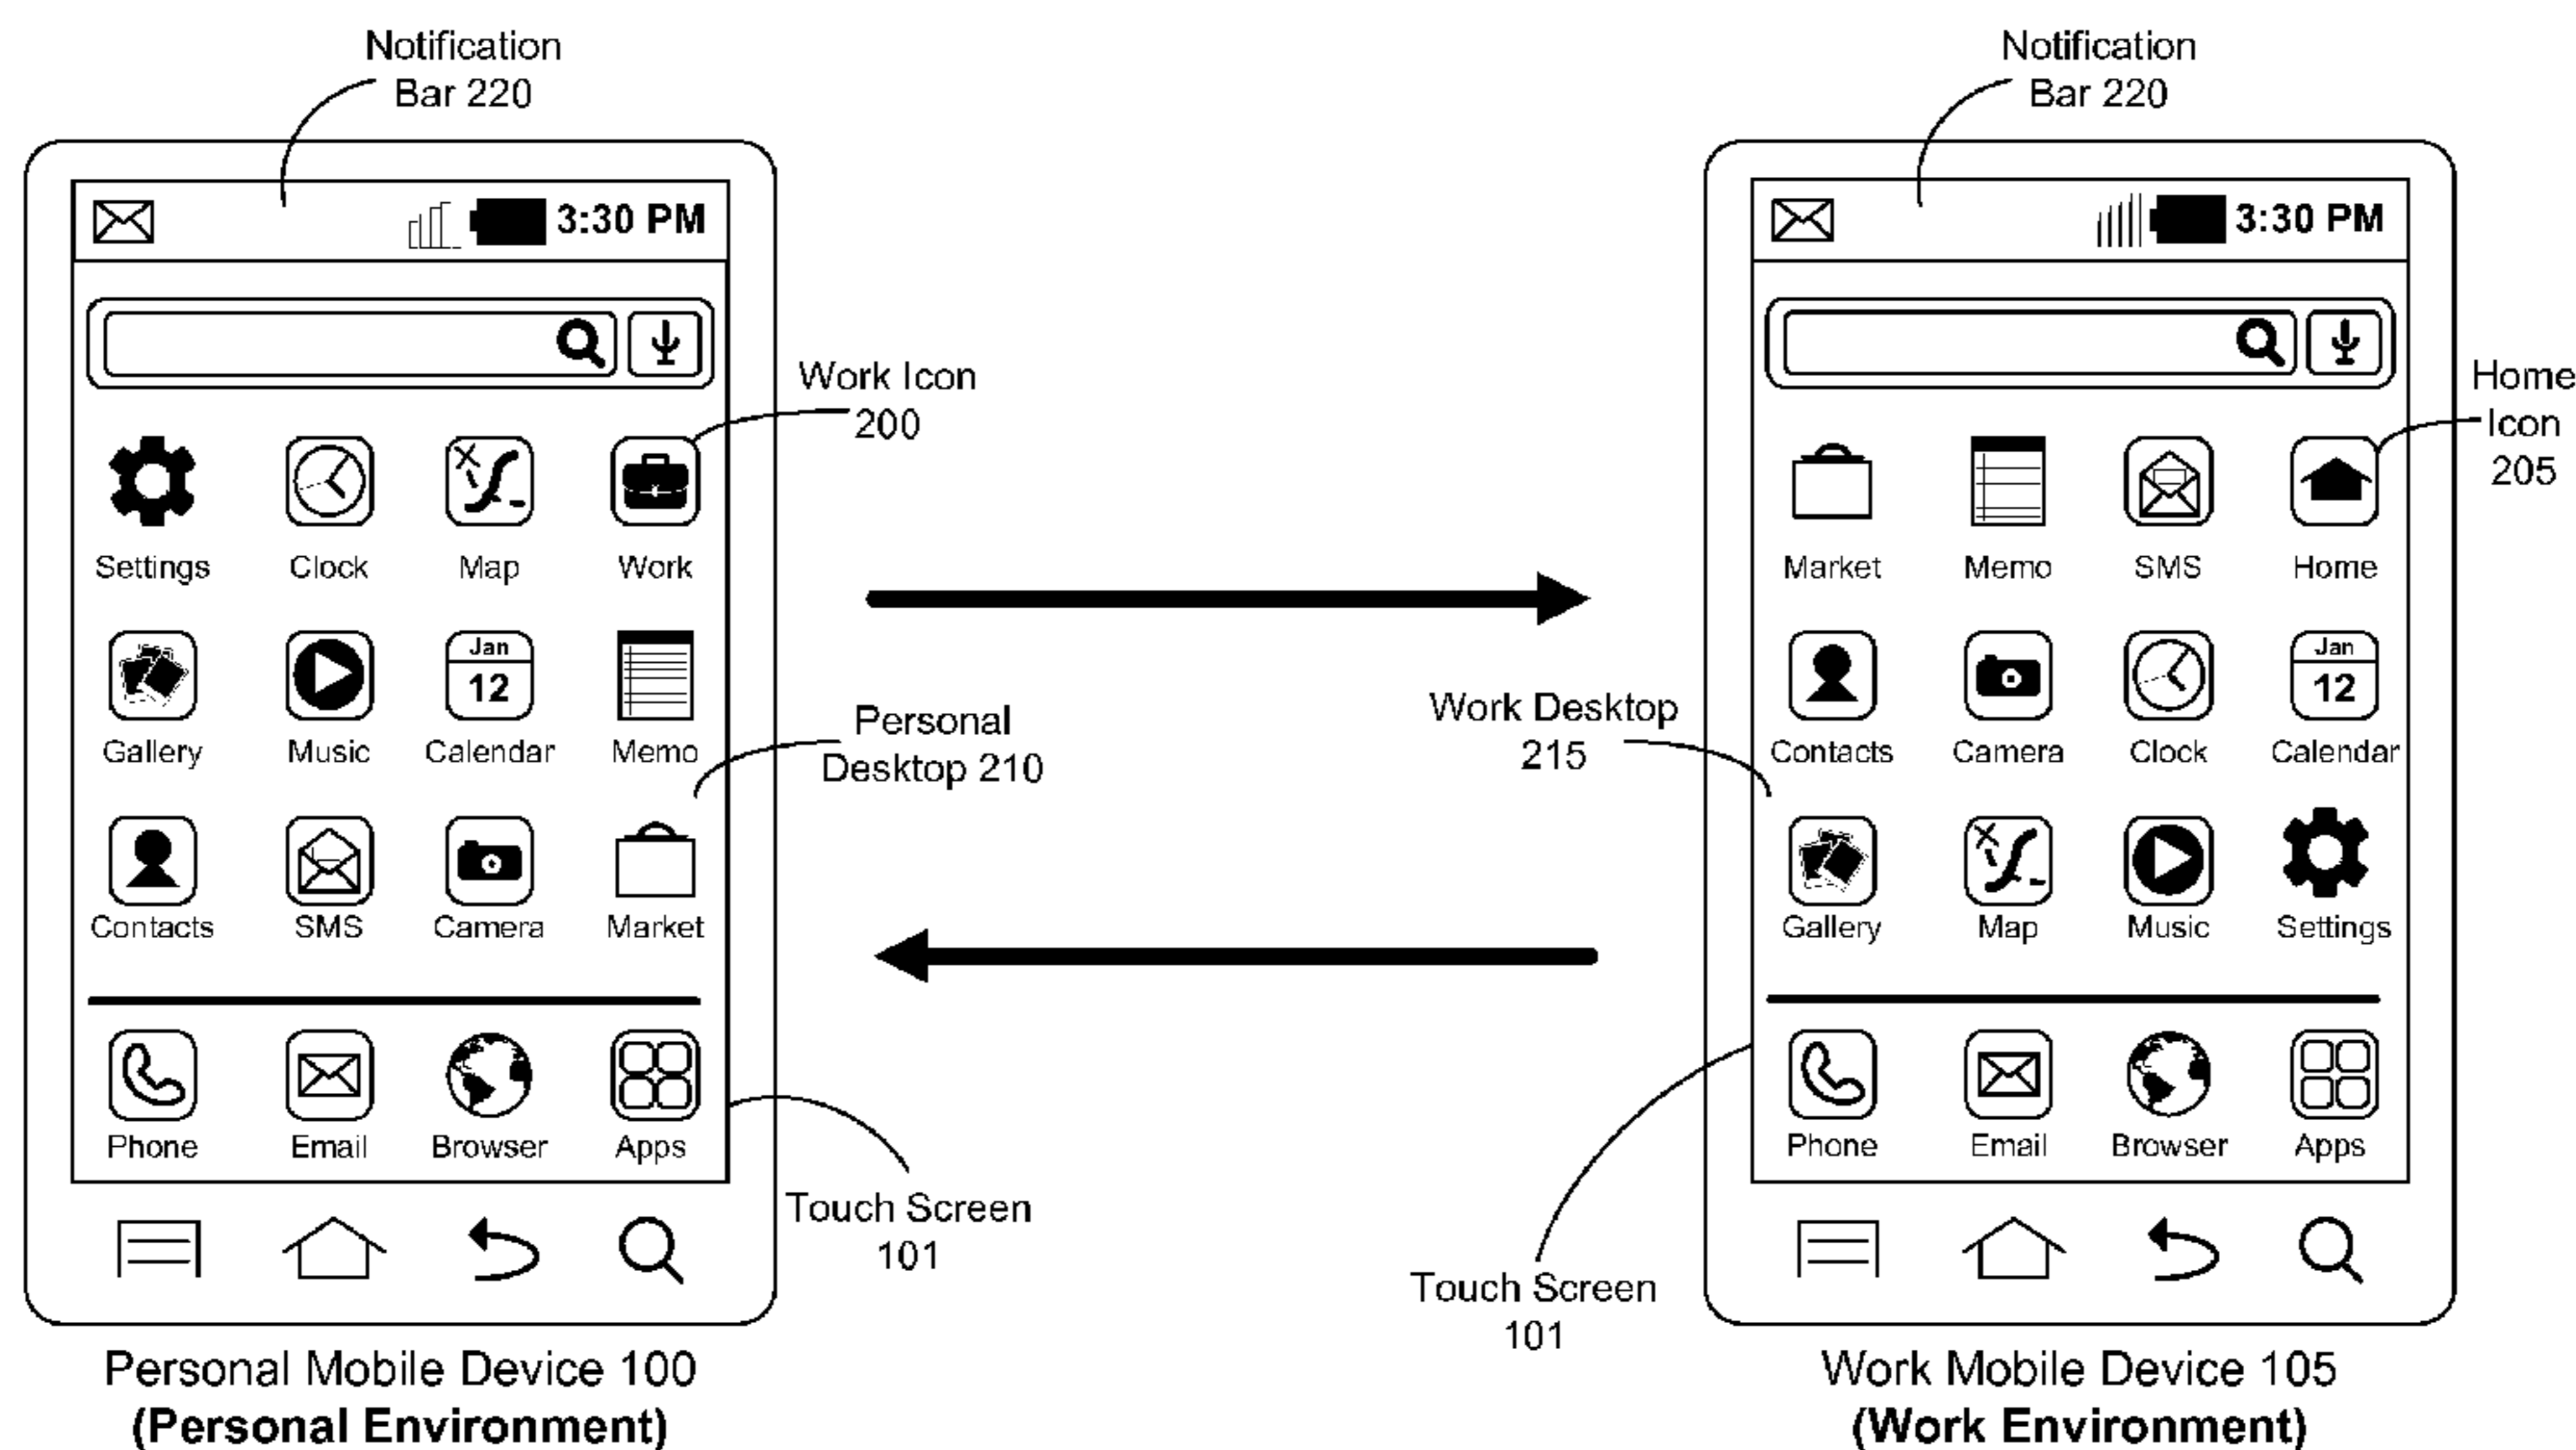 Notification
Bar 220
Notification
Bar 220
3:30 PM
3:30 PM
Work Icon
200
Home
Icon
205
Settings Clock Map Work
Market Memo SMS Home
Jan
12
Jan
12
Gallery Music Calendar Memo
Personal
Desktop 210
Work Desktop
215
Contacts Camera Clock Calendar
Contacts SMS Camera Market
Gallery Map Music Settings
Phone Email Browser Apps
Phone Email Browser Apps
Touch Screen
101
Touch Screen
101
Personal Mobile Device 100
(Personal Environment)
Work Mobile Device 105
(Work Environment)